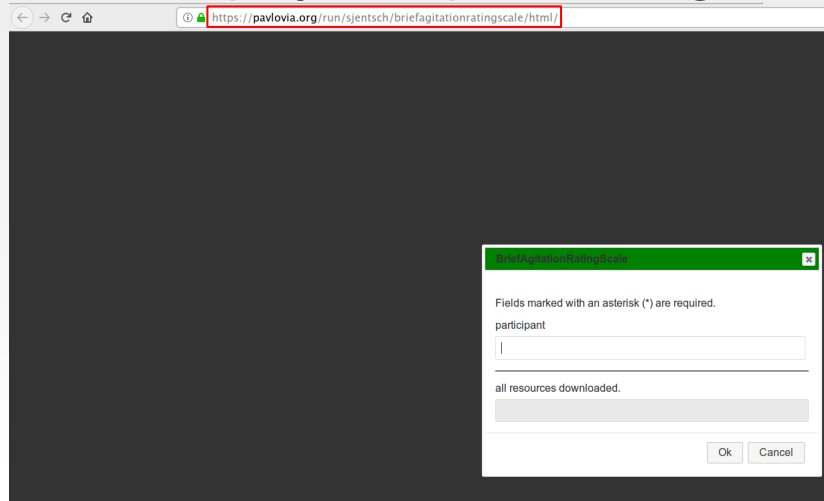 https://pavlovia.org/run/sjentsch/briefagitationratingscale/html/
BriefAgitationRatingScale
Fields marked with an asterisk (*) are required.
participant
all resources downloaded.
Ok Cancel